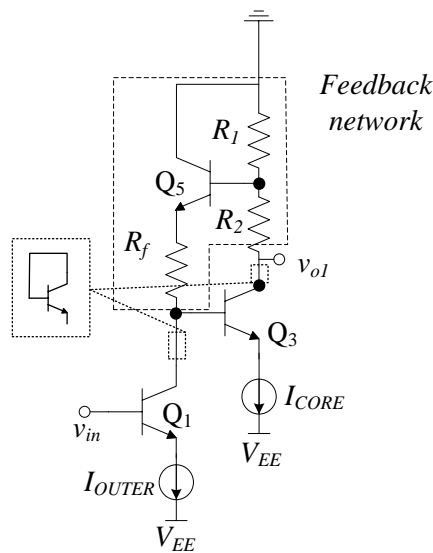 Feedback
network
R1
Q5
R2
Rf
vo1
Q3
ICORE
Q1
vin
VEE
IOUTER
VEE